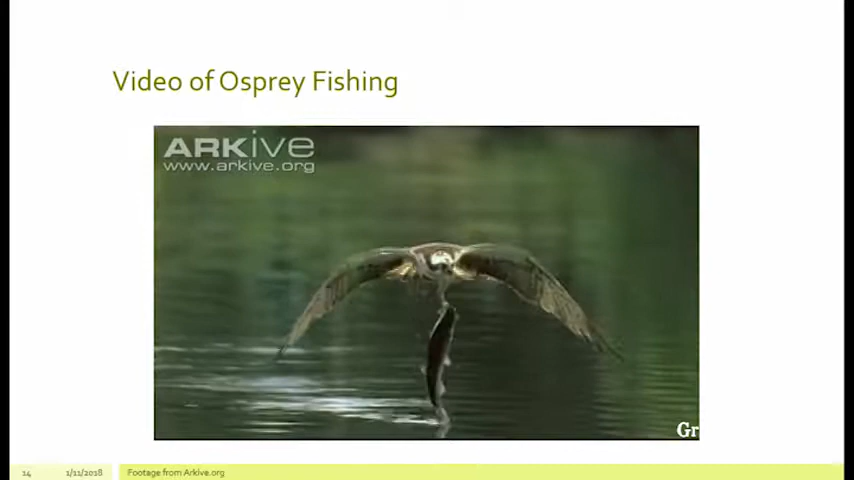 Video of Osprey Fishing
ARKive
www.arkive.org
Gr
14 1/11/2018 Footage from Arkive.org